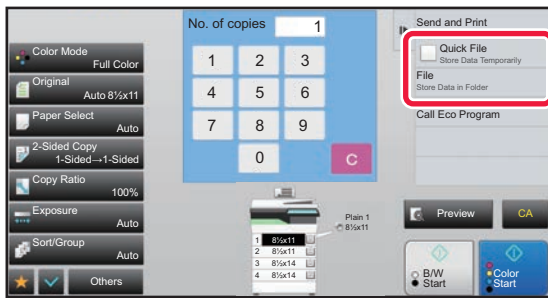 No. of copies 1
Color Mode
Full Color
Original
Auto 8½x11
Paper Select
Auto
2-Sided Copy
1-Sided→1-Sided
Copy Ratio
100%
Exposure
Auto
Sort/Group
Auto
Others
1 2 3
4 5 6
7 8 9
0 C
Plain 1
8½x11
1 8½x11
2 8½x11
3 8½x14
4 8½x14
Send and Print
Quick File
Store Data Temporarily
File
Store Data in Folder
Call Eco Program
Preview CA
B/W
Start
Color
Start